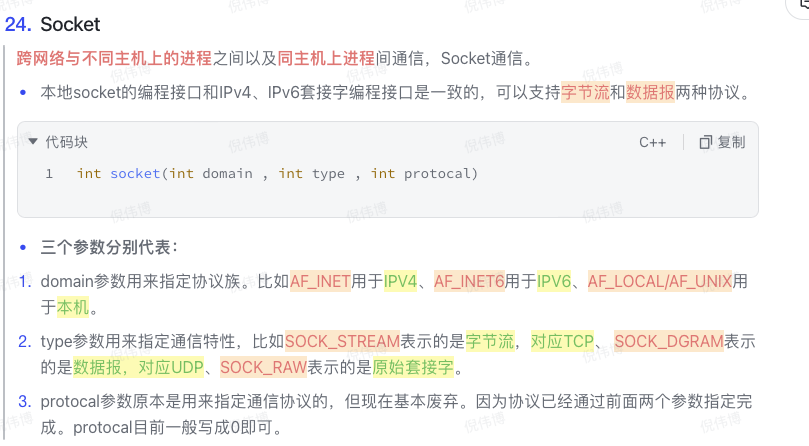 24. Socket
跨网络与不同主机上的进程之间以及同主机上进程间通信，Socket通信。
• 本地socket的编程接口和IPv4、IPv6套接字编程接口是一致的，可以支持字节流和数据报两种协议。
代码块 C++ 复制
1 int socket(int domain , int type , int protocal)
• 三个参数分别代表：
1. domain参数用来指定协议族。比如AF_INET用于IPV4、AF_INET6用于IPV6、AF_LOCAL/AF_UNIX用
于本机。
2. type参数用来指定通信特性，比如SOCK_STREAM表示的是字节流，对应TCP、SOCK_DGRAM表示
的是数据报，对应UDP、SOCK_RAW表示的是原始套接字。
3. protocal参数原本是用来指定通信协议的，但现在基本废弃。因为协议已经通过前面两个参数指定完
成。protocal目前一般写成0即可。